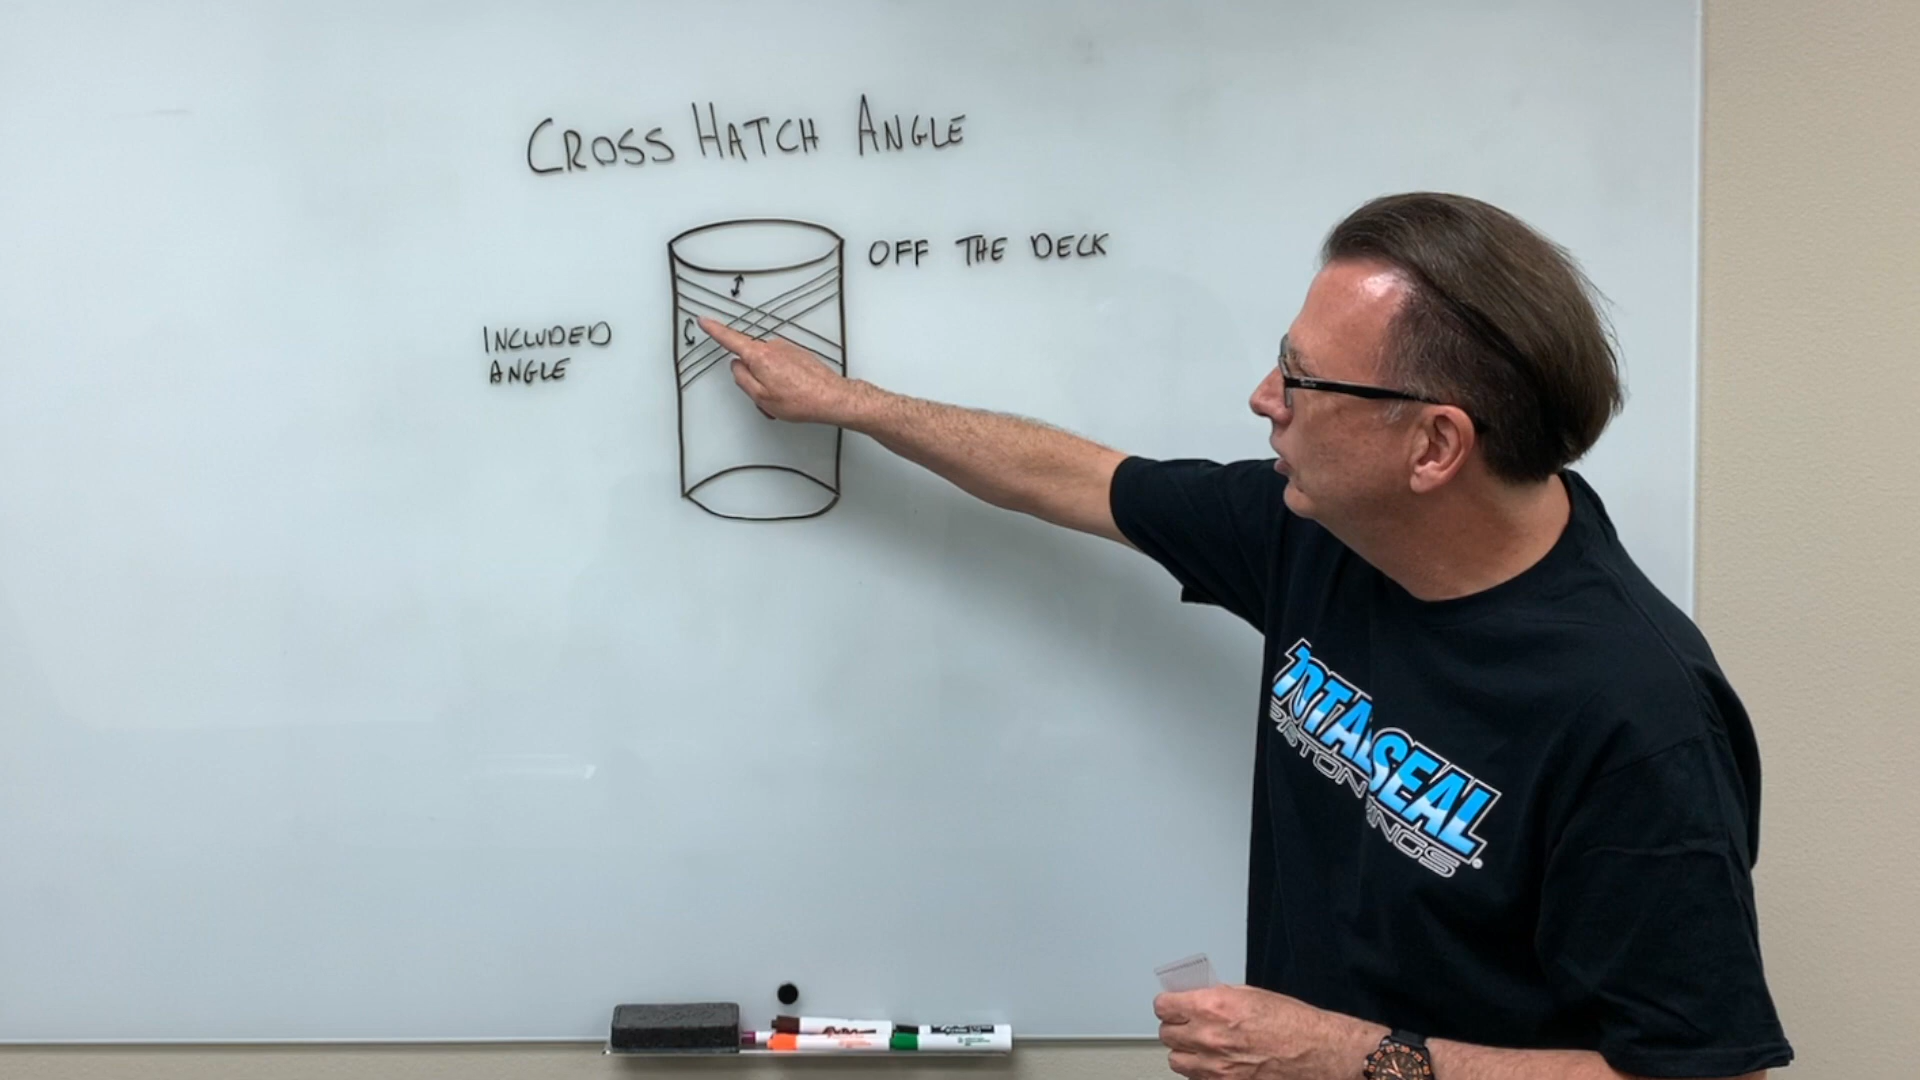 CROSS HATCH ANGLE
OFF THE DECK
INCLUDED
ANGLE
TOTAL SEAL
PISTON RINGS